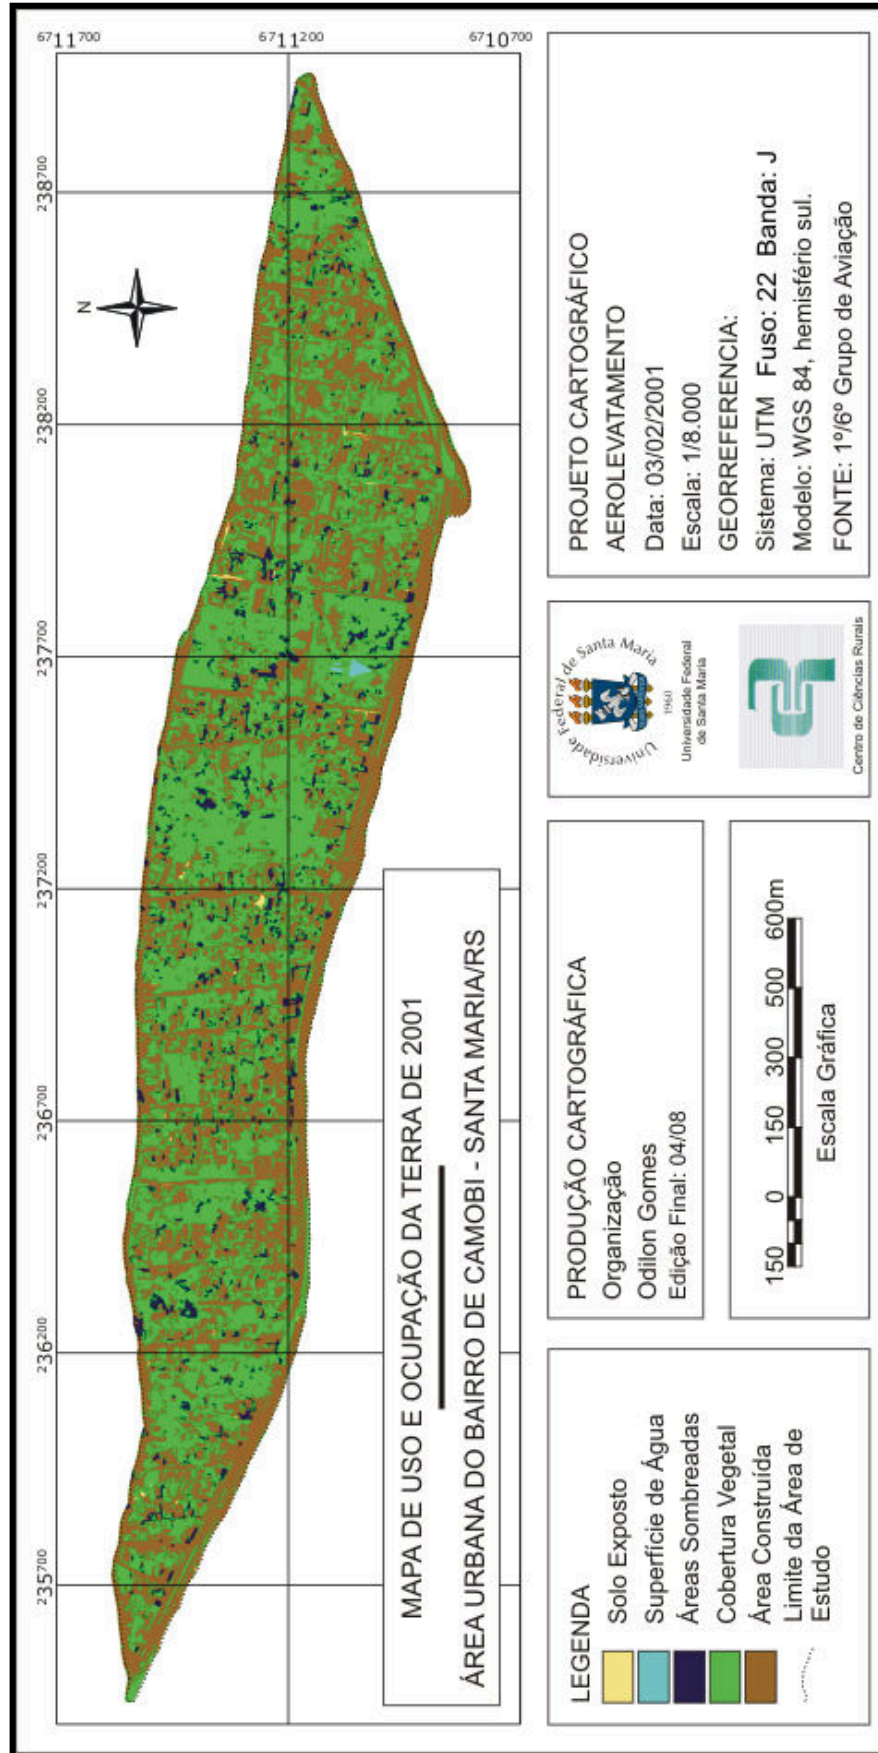 6711700
6711200
6710700
238700
238200
237700
237200
236700
236200
235700
N
MAPA DE USO E OCUPAÇÃO DA TERRA DE 2001
ÁREA URBANA DO BAIRRO DE CAMOBI - SANTA MARIA/RS
LEGENDA
Solo Exposto
Superfície de Água
Áreas Sombreadas
Cobertura Vegetal
Área Construída
Limite da Área de
Estudo
PRODUÇÃO CARTOGRÁFICA
Organização
Odilon Gomes
Edição Final: 04/08
150 0 150 300 500 600m
Escala Gráfica
Universidade Federal de Santa Maria
1960
Universidade Federal
de Santa Maria
Centro de Ciências Rurais
PROJETO CARTOGRÁFICO
AEROLEVATAMENTO
Data: 03/02/2001
Escala: 1/8.000
GEORREFERENCIA:
Sistema: UTM Fuso: 22 Banda: J
Modelo: WGS 84, hemisfério sul.
FONTE: 1º/6º Grupo de Aviação